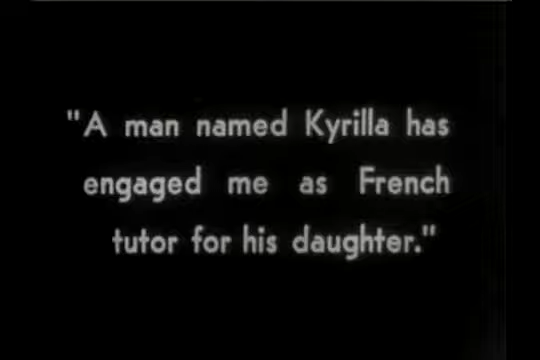 "A man named Kyrilla has
engaged me as French
tutor for his daughter."